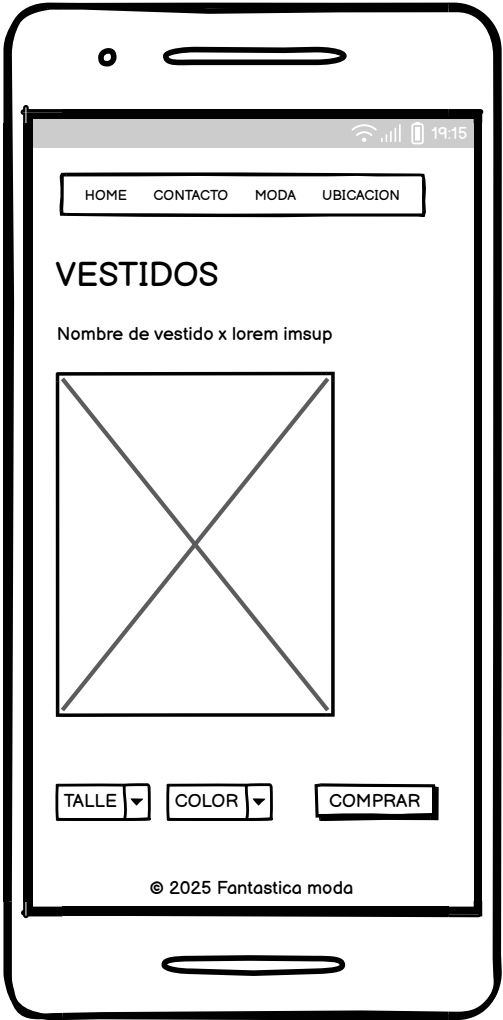 19:15
HOME CONTACTO MODA UBICACION
VESTIDOS
Nombre de vestido x lorem imsup
TALLE COLOR COMPRAR
© 2025 Fantastica moda